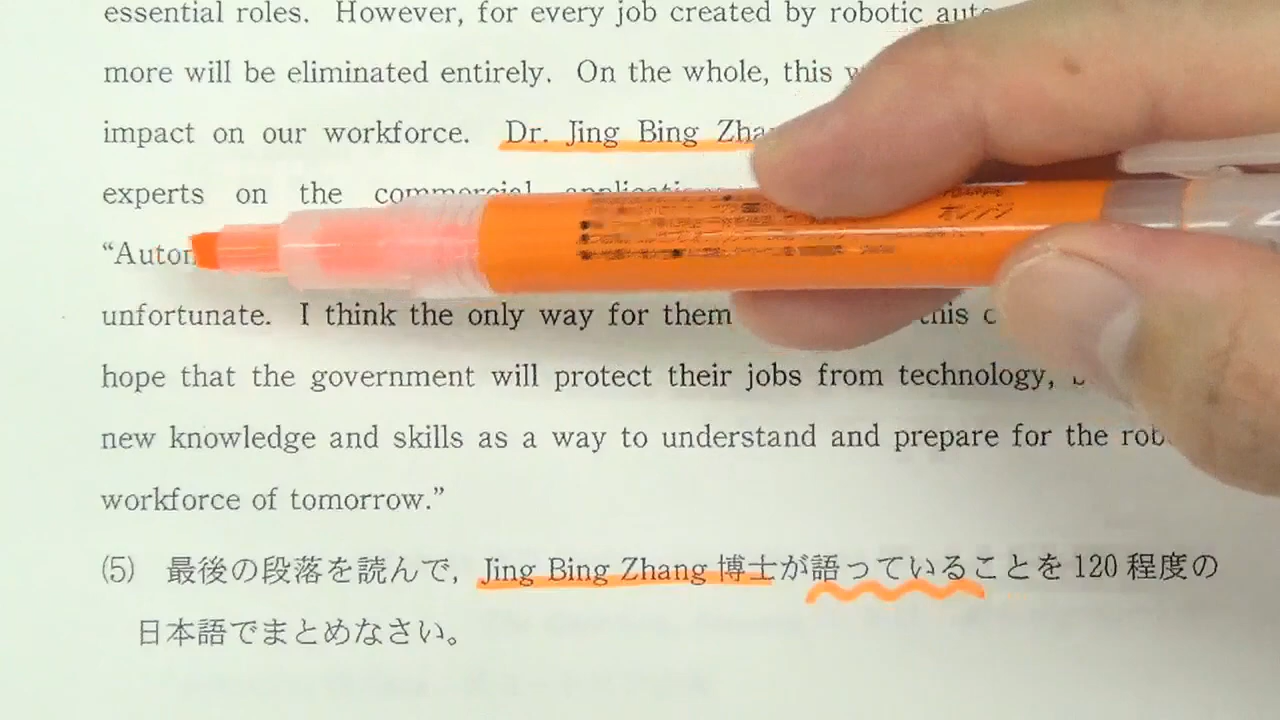 essential roles. However, for every job created by robotic
more will be eliminated entirely. On the whole, this
impact on our workforce. Dr. Jing Bing
experts on the commercial
unfortunate. I think the only way for them this
hope that the government will protect their jobs from technology,
new knowledge and skills as a way to understand and prepare for the
workforce of tomorrow.”
(5) 最後の段落を読んで, Jing Bing Zhang 博士が語っていることを 120 程度の
日本語でまとめなさい。